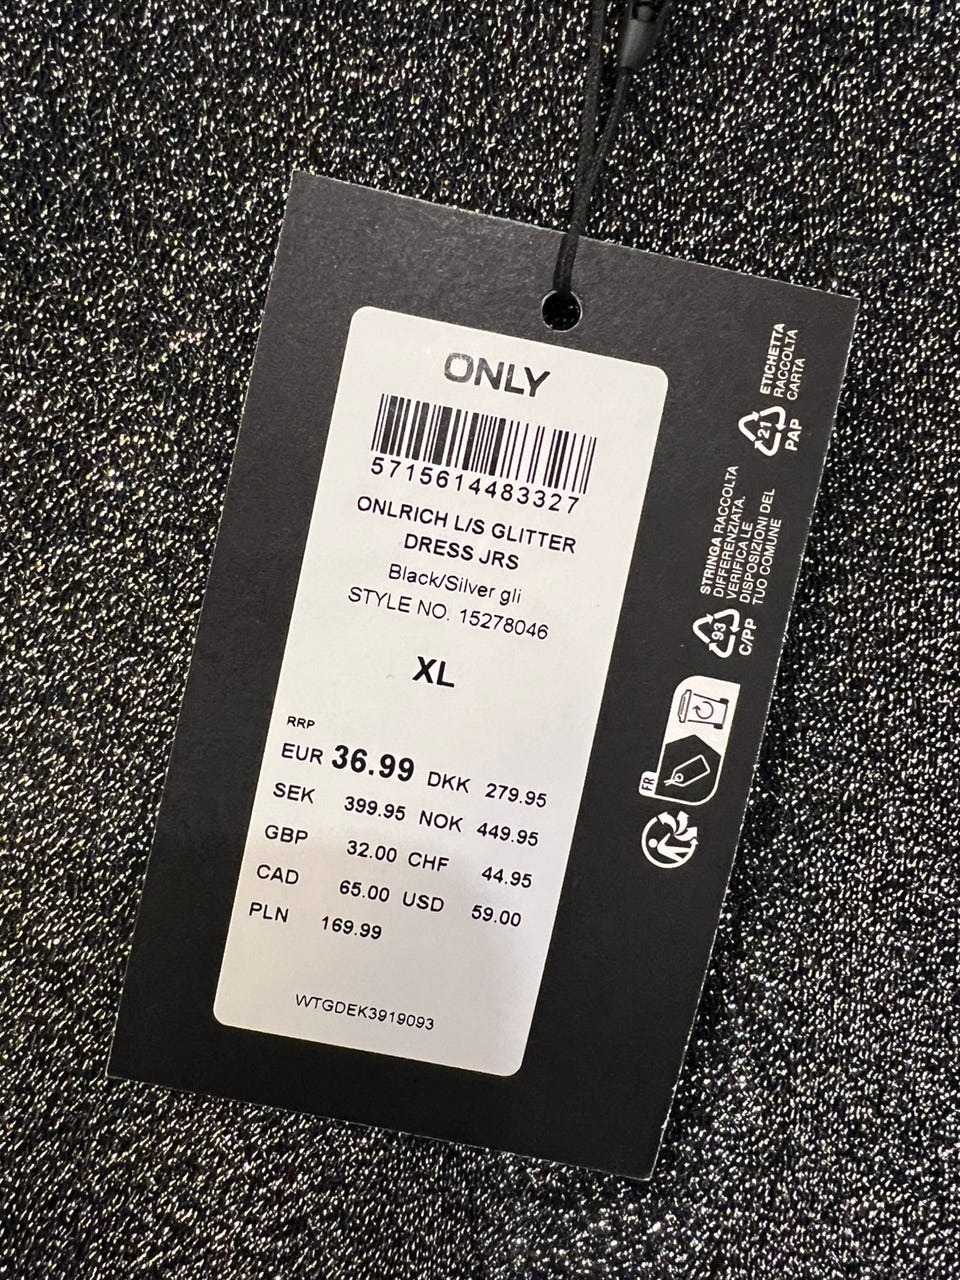 ONLY
5715614483327
ONLRICH L/S GLITTER
DRESS JRS
Black/Silver gli
STYLE NO. 15278046
XL
RRP
EUR 36.99 DKK 279.95
SEK 399.95 NOK 449.95
GBP 32.00 CHF 44.95
CAD 65.00 USD 59.00
PLN 169.99
WTGDEK3919093
ETICHETTA
RACCOLTA
CARTA
21
PAP
STRINGA RACCOLTA
DIFFERENZIATA.
VERIFICA LE
DISPOSIZIONI DEL
TUO COMUNE
93
C/PP
FR